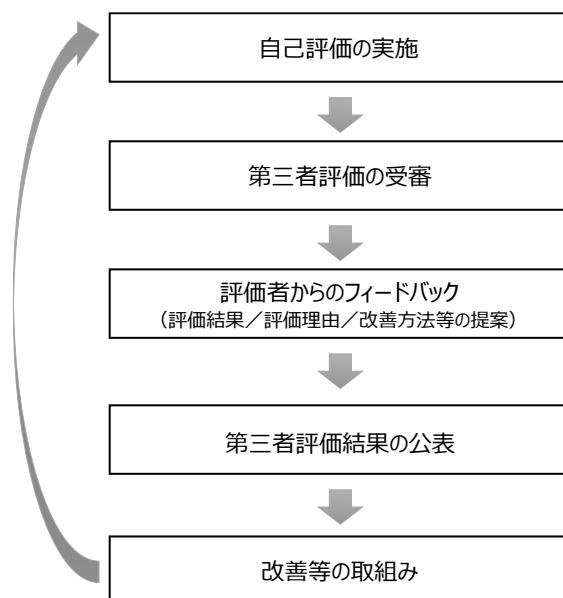 自己評価の実施
第三者評価の受審
評価者からのフィードバック
（評価結果／評価理由／改善方法等の提案）
第三者評価結果の公表
改善等の取組み